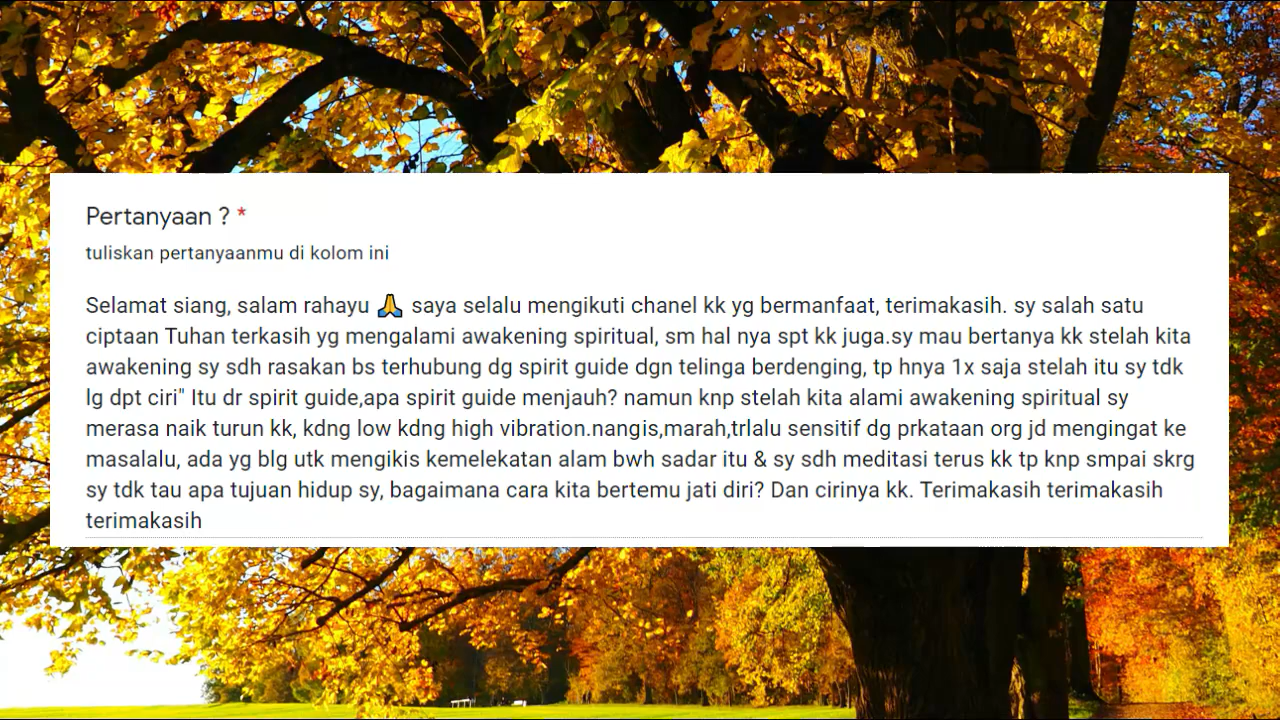 Pertanyaan ? *
tuliskan pertanyaanmu di kolom ini
Selamat siang, salam rahayu 🙏 saya selalu mengikuti chanel kk yg bermanfaat, terimakasih. sy salah satu
ciptaan Tuhan terkasih yg mengalami awakening spiritual, sm hal nya spt kk juga.sy mau bertanya kk stelah kita
awakening sy sdh rasakan bs terhubung dg spirit guide dgn telinga berdenging, tp hnya 1x saja stelah itu sy tdk
lg dpt ciri" Itu dr spirit guide,apa spirit guide menjauh? namun knp stelah kita alami awakening spiritual sy
merasa naik turun kk, kdng low kdng high vibration.nangis,marah,trlalu sensitif dg prkataan org jd mengingat ke
masalalu, ada yg blg utk mengikis kemelekatan alam bwh sadar itu & sy sdh meditasi terus kk tp knp smpai skrg
sy tdk tau apa tujuan hidup sy, bagaimana cara kita bertemu jati diri? Dan cirinya kk. Terimakasih terimakasih
terimakasih